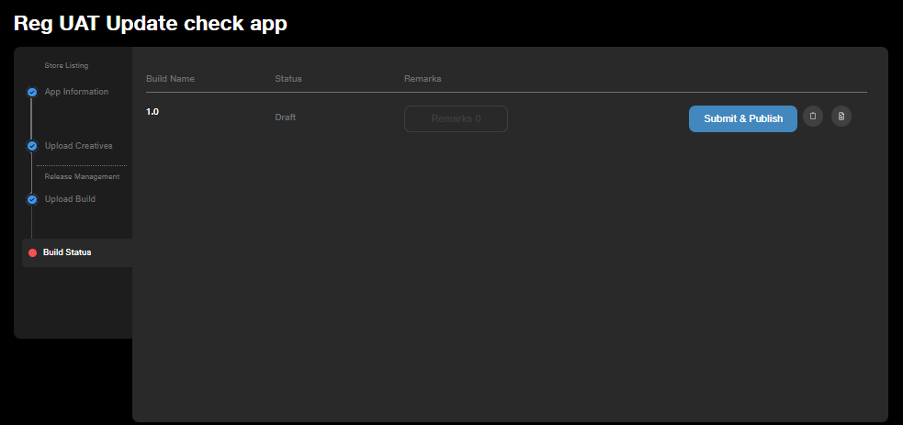 Reg UAT Update check app
Store Listing
App Information
Upload Creatives
Release Management
Upload Build
Build Status
Build Name Status Remarks
1.0 Draft Remarks 0 Submit & Publish